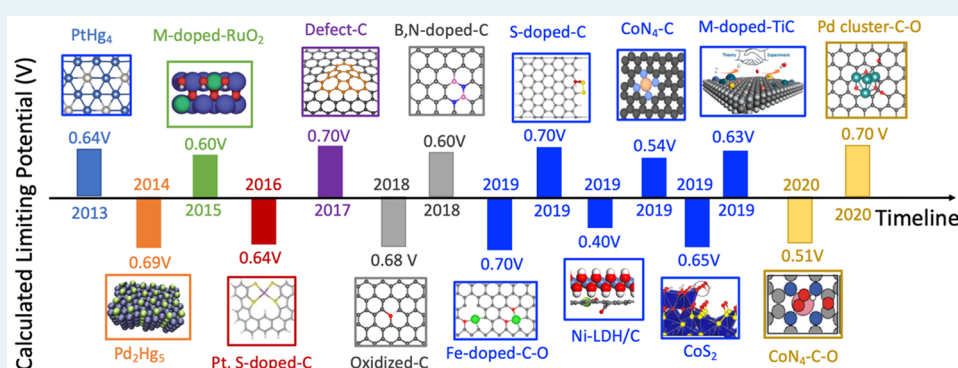 Calculated Limiting Potential (V)
PtHg4
M-doped-RuO2
Defect-C
B,N-doped-C
S-doped-C
CoN4-C
M-doped-TiC
Pd cluster-C-O
Theory
Experiment
0.64V
0.60V
0.70V
0.60V
0.70V
0.54V
0.63V
0.70 V
2014
2016
2018
2019
2019
2019
2020
2013
2015
2017
2018
2019
2019
2019
2020
Timeline
0.69V
0.64V
0.68 V
0.70V
0.40V
0.65V
0.51V
Pd2Hg5
Pt, S-doped-C
Oxidized-C
Fe-doped-C-O
Ni-LDH/C
CoS2
CoN4-C-O